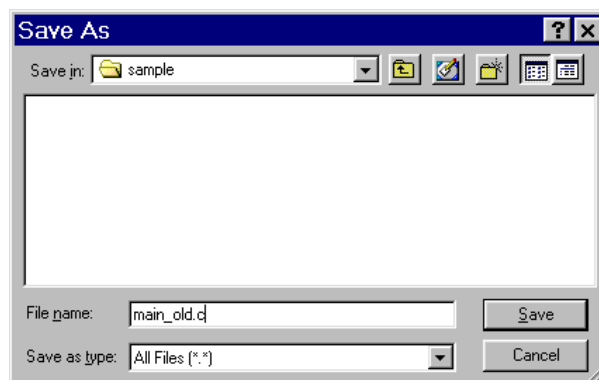 Save As
Save in: sample
File name: main_old.c
Save
Save as type: All Files (*.*)
Cancel